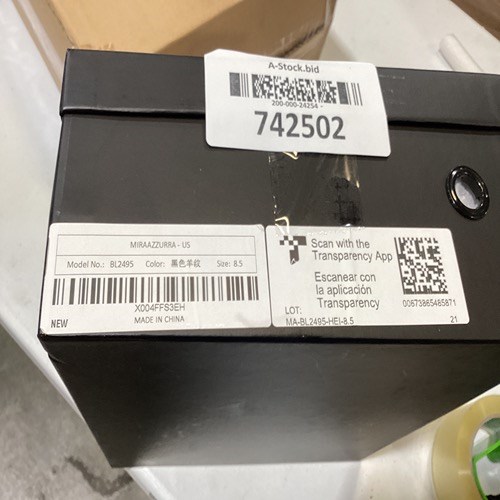 A-Stock.bid
200-000-24254 -
742502
MIRAAZZURRA - US
Model No.: BL2495 Color: 黑色羊纹 Size: 8.5
X004FFS3EH
NEW
MADE IN CHINA
Scan with the
Transparency App
Escanear con
la aplicación
Transparency
00673865485871
LOT:
MA-BL2495-HEI-8.5
21